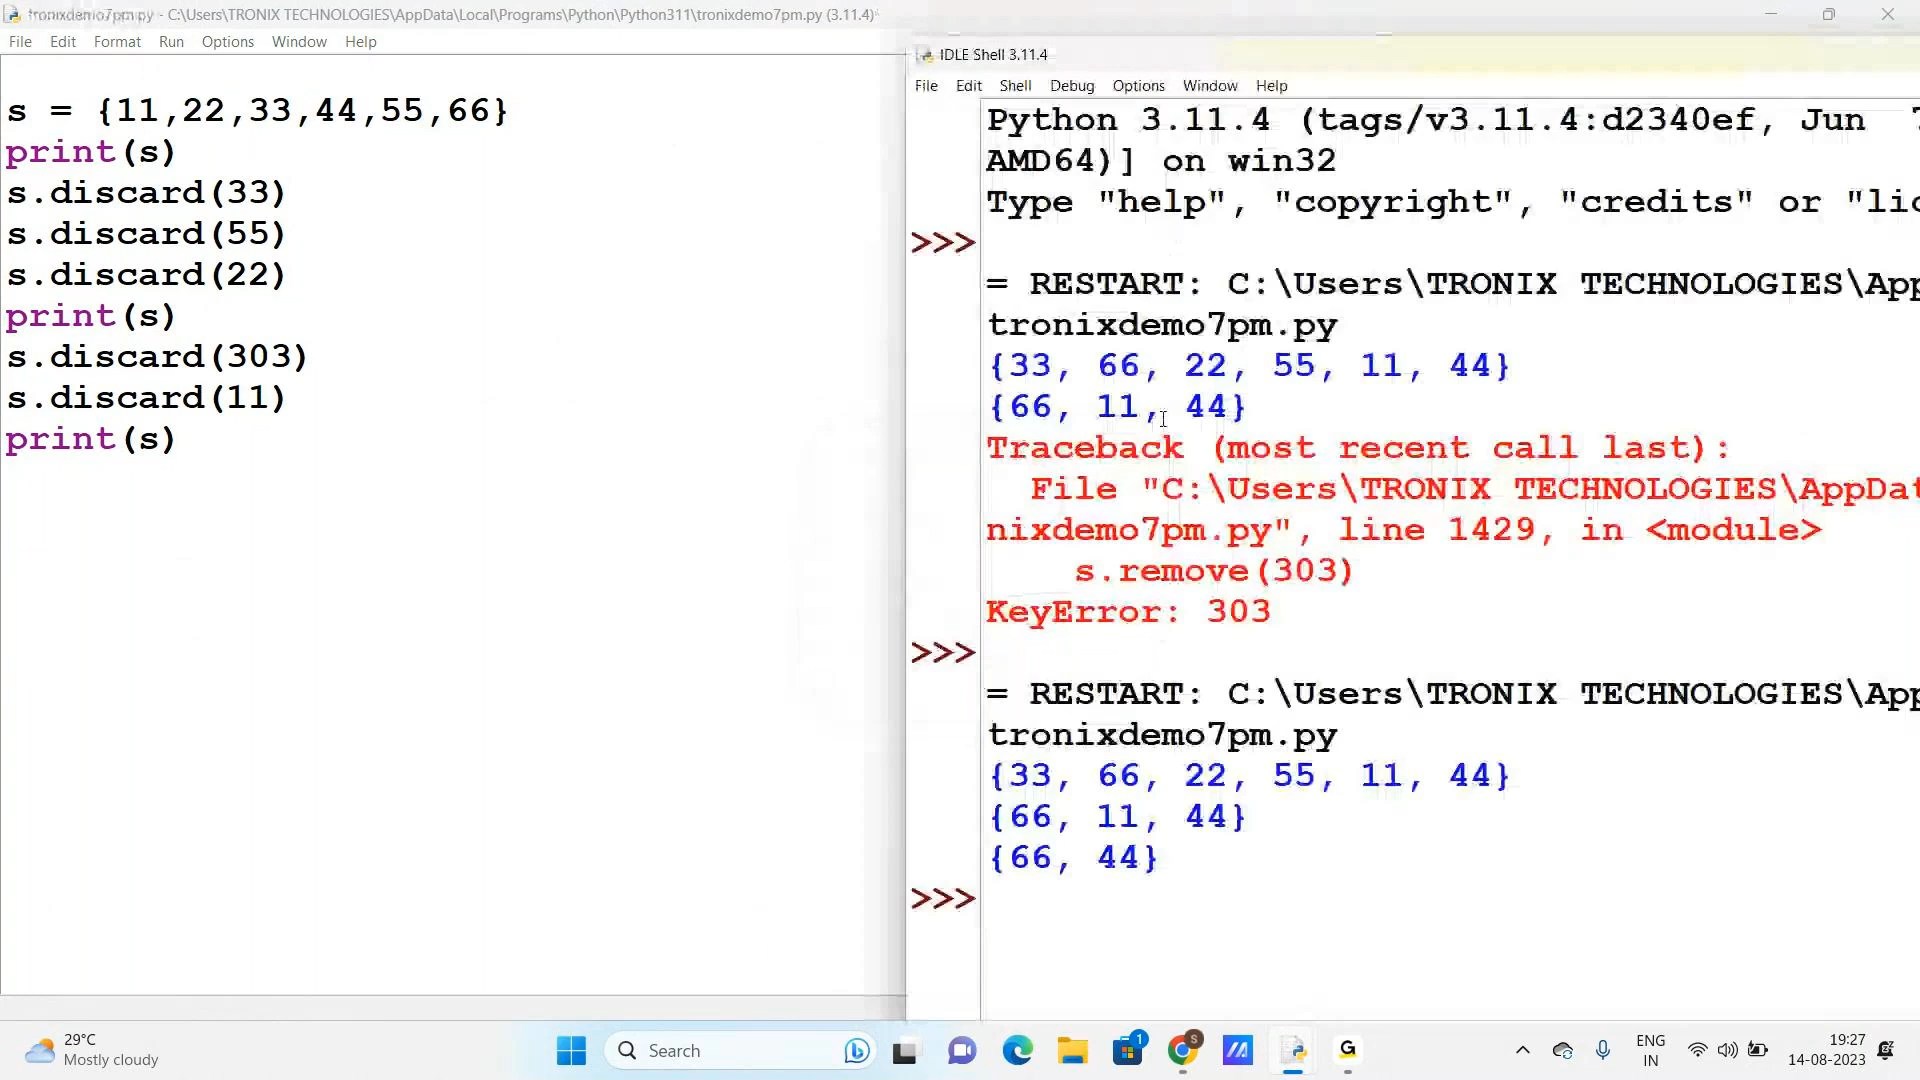 tronixdemo7pm.py - C:\Users\TRONIX TECHNOLOGIES\AppData\Local\Programs\Python\Python311\tronixdemo7pm.py (3.11.4)*
File Edit Format Run Options Window Help
s = {11,22,33,44,55,66}
print(s)
s.discard(33)
s.discard(55)
s.discard(22)
print(s)
s.discard(303)
s.discard(11)
print(s)
IDLE Shell 3.11.4
File Edit Shell Debug Options Window Help
Python 3.11.4 (tags/v3.11.4:d2340ef, Jun
AMD64)] on win32
Type "help", "copyright", "credits" or "lic
>>>
= RESTART: C:\Users\TRONIX TECHNOLOGIES\App
tronixdemo7pm.py
{33, 66, 22, 55, 11, 44}
{66, 11, 44}
Traceback (most recent call last):
File "C:\Users\TRONIX TECHNOLOGIES\AppDat
nixdemo7pm.py", line 1429, in <module>
s.remove(303)
KeyError: 303
>>>
= RESTART: C:\Users\TRONIX TECHNOLOGIES\App
tronixdemo7pm.py
{33, 66, 22, 55, 11, 44}
{66, 11, 44}
{66, 44}
>>>
29°C
Mostly cloudy
Search
1
S
G
ENG
IN
19:27
14-08-2023